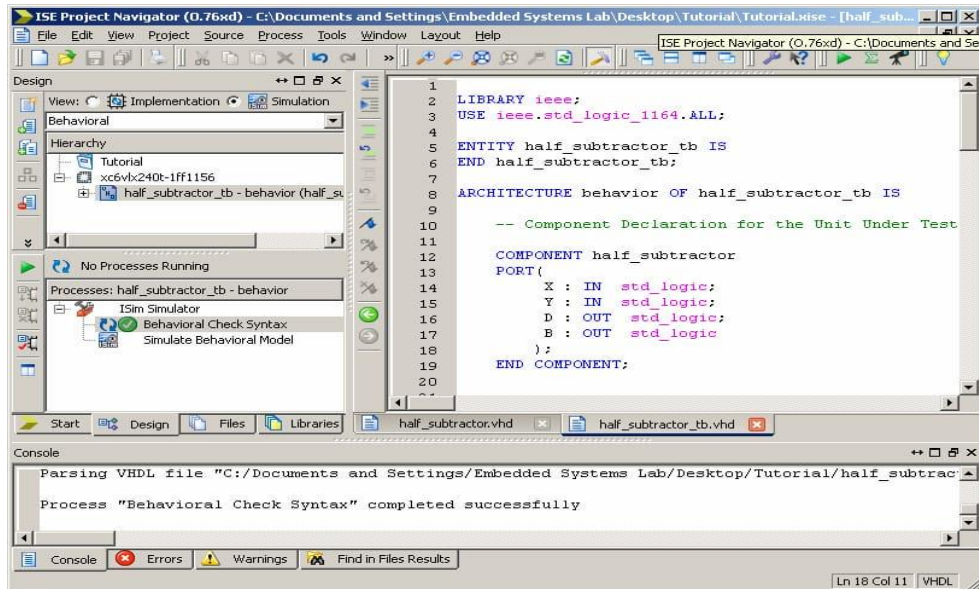 ISE Project Navigator (O.76xd) - C:\Documents and Settings\Embedded Systems Lab\Desktop\Tutorial\Tutorial.xise - [half_sub...
File Edit View Project Source Process Tools Window Layout Help
ISE Project Navigator (O.76xd) - C:\Documents and Se
Design
View: Implementation Simulation
Behavioral
Hierarchy
Tutorial
xc6vlx240t-1ff1156
half_subtractor_tb - behavior (half_su
No Processes Running
Processes: half_subtractor_tb - behavior
ISim Simulator
Behavioral Check Syntax
Simulate Behavioral Model
Start Design Files Libraries
1
2 LIBRARY ieee;
3 USE ieee.std_logic_1164.ALL;
4
5 ENTITY half_subtractor_tb IS
6 END half_subtractor_tb;
7
8 ARCHITECTURE behavior OF half_subtractor_tb IS
9
10 -- Component Declaration for the Unit Under Test
11
12 COMPONENT half_subtractor
13 PORT(
14 X : IN std_logic;
15 Y : IN std_logic;
16 D : OUT std_logic;
17 B : OUT std_logic
18 );
19 END COMPONENT;
20
half_subtractor.vhd half_subtractor_tb.vhd
Console
Parsing VHDL file "C:/Documents and Settings/Embedded Systems Lab/Desktop/Tutorial/half_subtrac
Process "Behavioral Check Syntax" completed successfully
Console Errors Warnings Find in Files Results
Ln 18 Col 11 VHDL